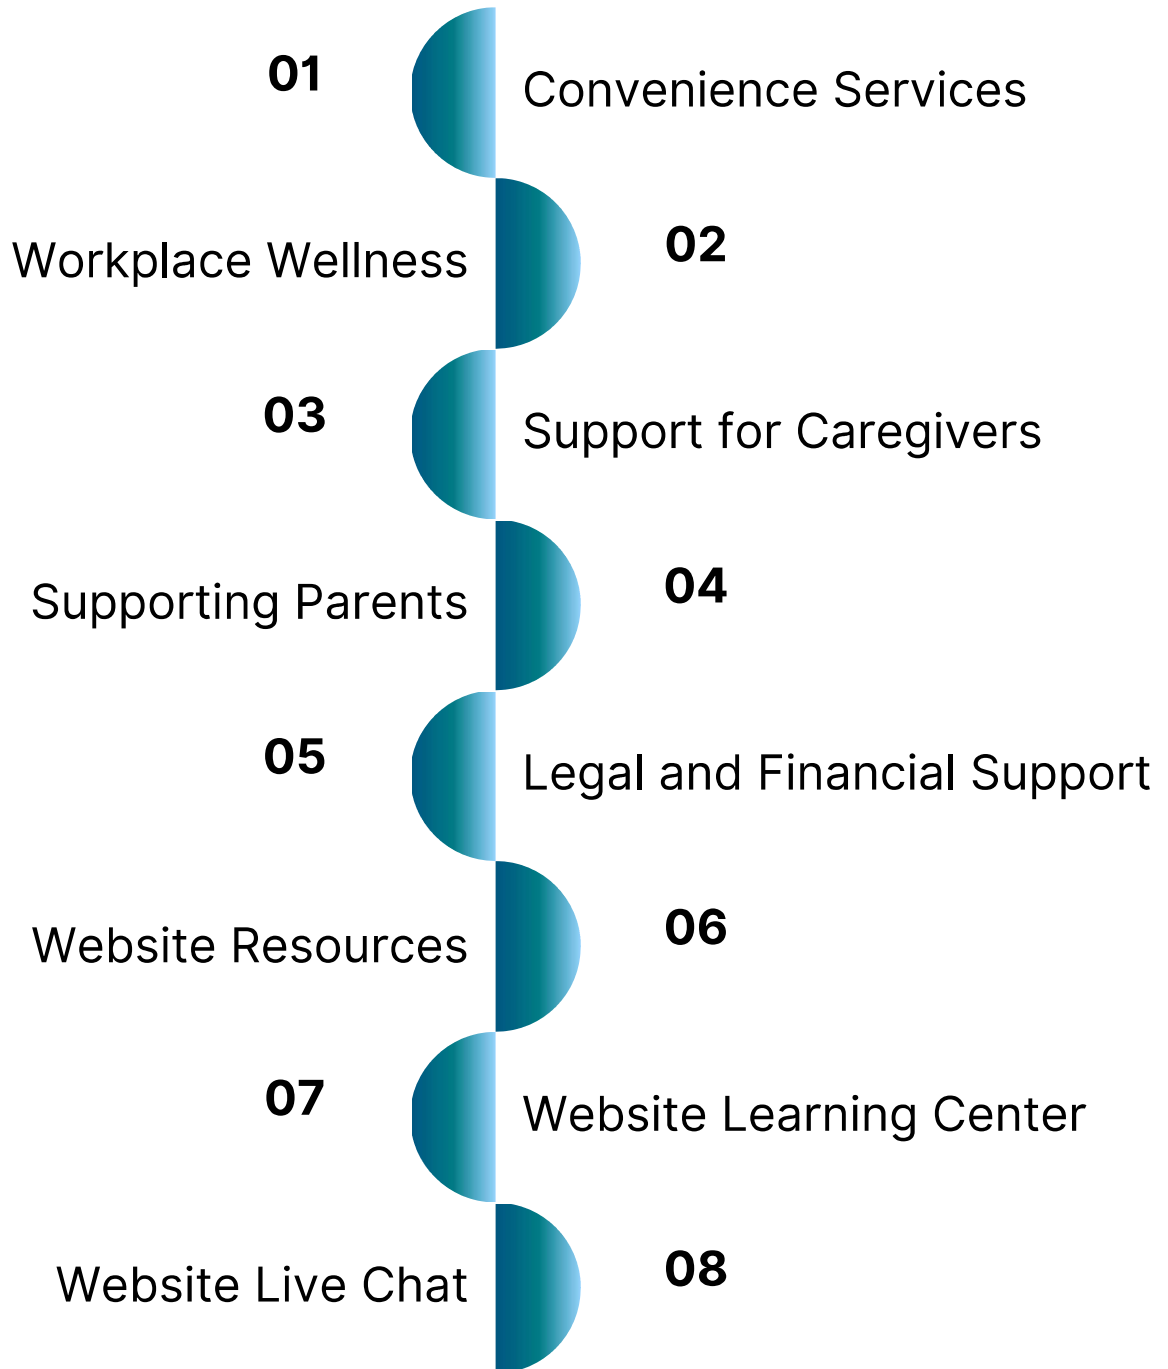 01
Convenience Services
Workplace Wellness
02
03
Support for Caregivers
Supporting Parents
04
05
Legal and Financial Support
Website Resources
06
07
Website Learning Center
Website Live Chat
08